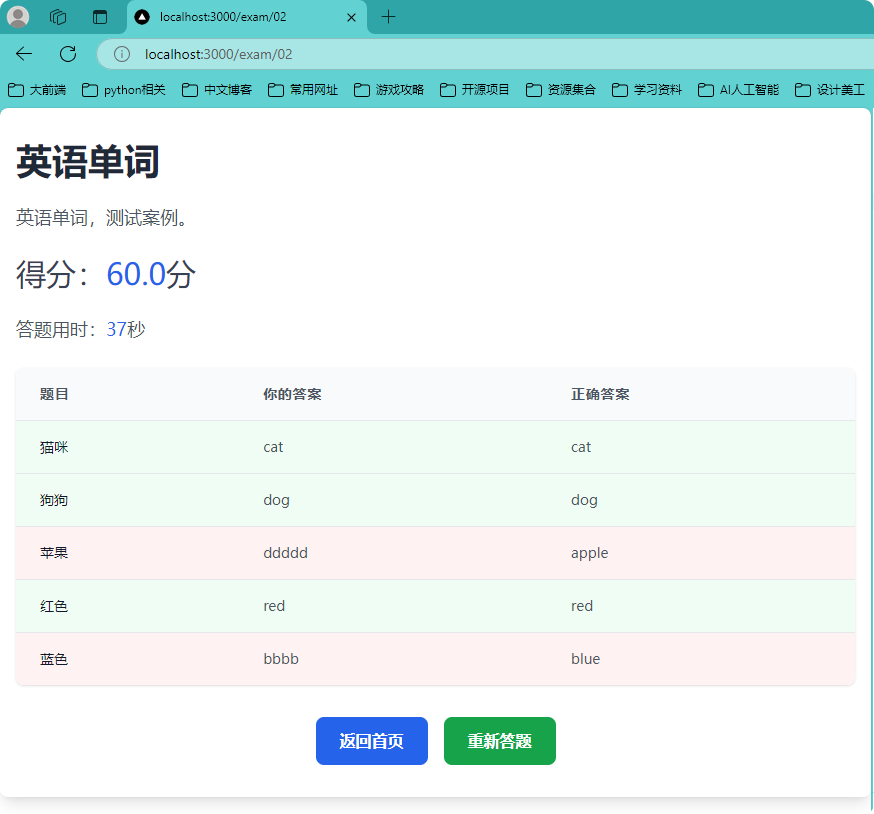 localhost:3000/exam/02
localhost:3000/exam/02
大前端 python相关 中文博客 常用网址 游戏攻略 开源项目 资源集合 学习资料 AI人工智能 设计美工
英语单词
英语单词，测试案例。
得分：60.0分
答题用时：37秒
题目 你的答案 正确答案
猫咪 cat cat
狗狗 dog dog
苹果 ddddd apple
红色 red red
蓝色 bbbb blue
返回首页 重新答题